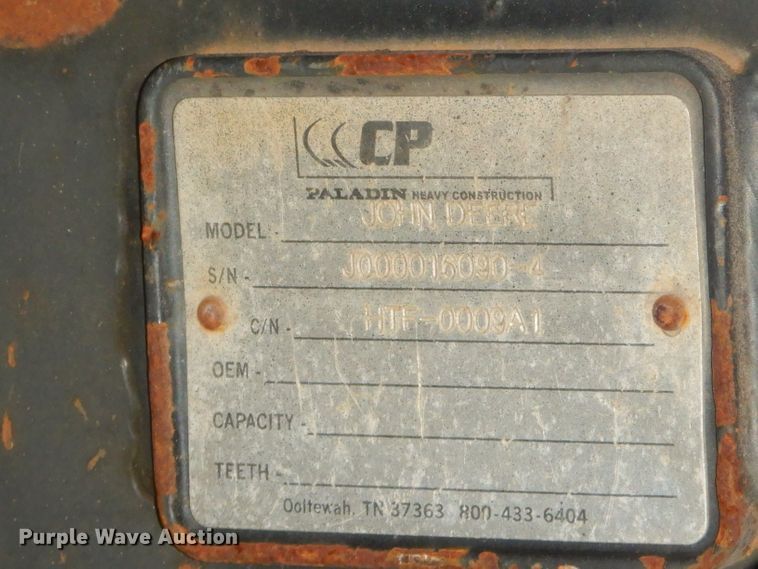 CP
PALADIN HEAVY CONSTRUCTION
MODEL - JOHN DEERE
S/N - J000016090-4
C/N - HTF-0009A1
OEM -
CAPACITY -
TEETH -
Ooltewah, TN 37363 800-433-6404
Purple Wave Auction